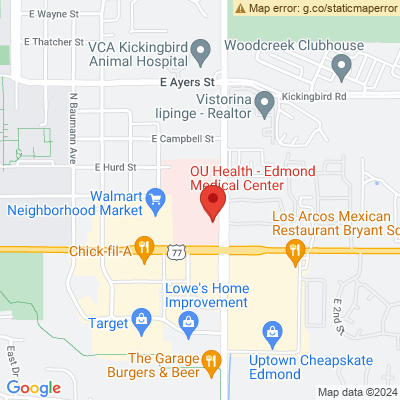 Map error: g.co/staticmaperror
E Wayne St
E Thatcher St
VCA Kickingbird
Animal Hospital
Woodcreek Clubhouse
E Ayers St
Kickingbird Rd
Vistorina
Iipinge - Realtor
N Baumann Ave
E Campbell St
E Hurd St
OU Health - Edmond
Medical Center
Walmart
Neighborhood Market
Los Arcos Mexican
Restaurant Bryant Sq
Chick-fil-A
77
Lowe's Home
Improvement
E 2nd St
Target
East Dr
The Garage
Burgers & Beer
Uptown Cheapskate
Edmond
Google
Map data ©2024